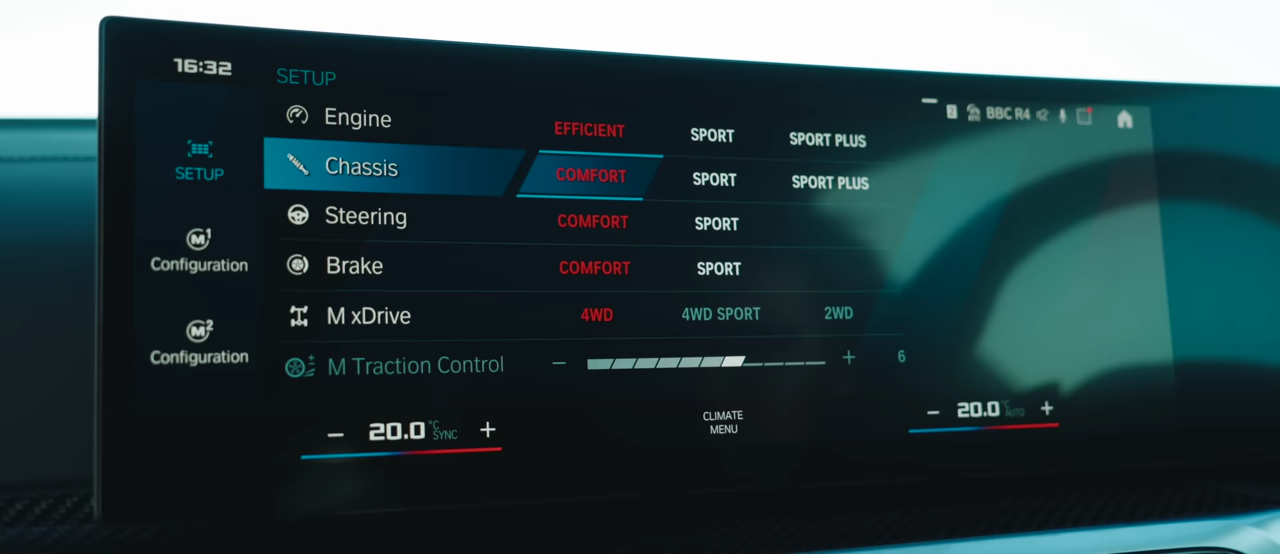 16:32
SETUP
BBC R4
SETUP
M1
Configuration
M2
Configuration
Engine EFFICIENT SPORT SPORT PLUS
Chassis COMFORT SPORT SPORT PLUS
Steering COMFORT SPORT
Brake COMFORT SPORT
M xDrive 4WD 4WD SPORT 2WD
M Traction Control − + 6
− 20.0 °C SYNC +
CLIMATE
MENU
− 20.0 °C AUTO +